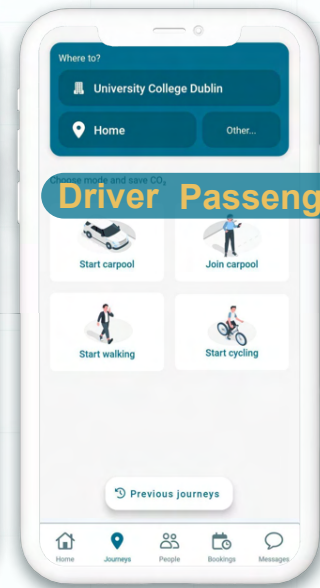 Where to?
University College Dublin
Home
Other...
Choose mode and save CO₂
Driver Passeng
Start carpool
Join carpool
Start walking
Start cycling
Previous journeys
Home
Journeys
People
Bookings
Messages